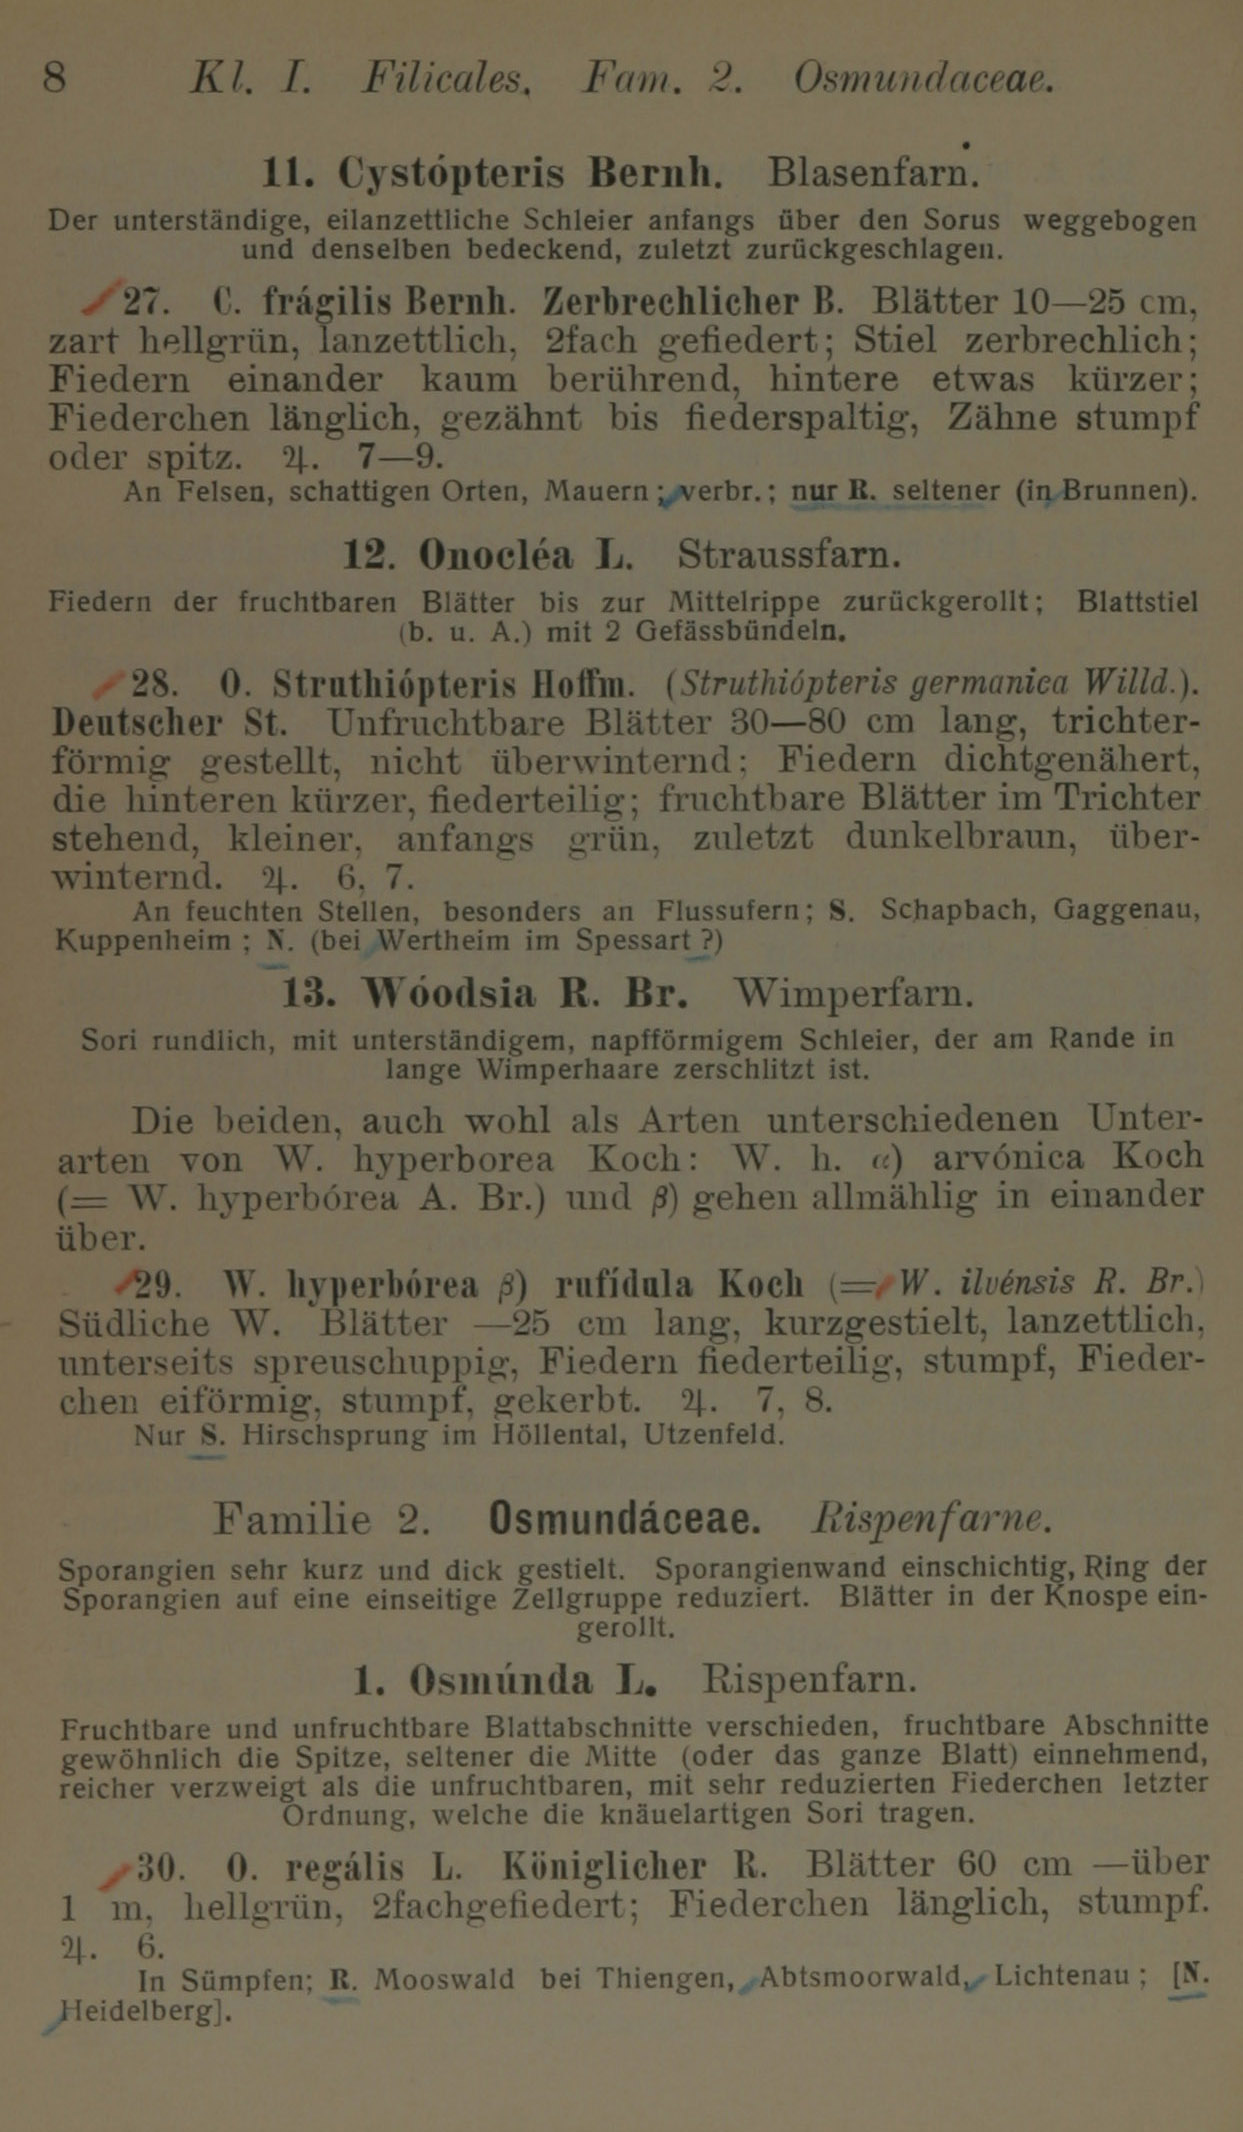 8 Kl. I. Filicales. Fam. 2. Osmundaceae.
11. Cystópteris Bernh. Blasenfarn.
Der unterständige, eilanzettliche Schleier anfangs über den Sorus weggebogen
und denselben bedeckend, zuletzt zurückgeschlagen.
27. C. frágilis Bernh. Zerbrechlicher B. Blätter 10—25 cm,
zart hellgrün, lanzettlich, 2fach gefiedert; Stiel zerbrechlich;
Fiedern einander kaum berührend, hintere etwas kürzer;
Fiederchen länglich, gezähnt bis fiederspaltig, Zähne stumpf
oder spitz. ♃. 7—9.
An Felsen, schattigen Orten, Mauern; verbr.; nur R. seltener (in Brunnen).
12. Onocléa L. Straussfarn.
Fiedern der fruchtbaren Blätter bis zur Mittelrippe zurückgerollt; Blattstiel
(b. u. A.) mit 2 Gefässbündeln.
28. O. Struthiópteris Hoffm. (Struthiópteris germanica Willd.).
Deutscher St. Unfruchtbare Blätter 30—80 cm lang, trichter-
förmig gestellt, nicht überwinternd; Fiedern dichtgenähert,
die hinteren kürzer, fiederteilig; fruchtbare Blätter im Trichter
stehend, kleiner, anfangs grün, zuletzt dunkelbraun, über-
winternd. ♃. 6, 7.
An feuchten Stellen, besonders an Flussufern; S. Schapbach, Gaggenau,
Kuppenheim; N. (bei Wertheim im Spessart?)
13. Wóodsia R. Br. Wimperfarn.
Sori rundlich, mit unterständigem, napfförmigem Schleier, der am Rande in
lange Wimperhaare zerschlitzt ist.
Die beiden, auch wohl als Arten unterschiedenen Unter-
arten von W. hyperborea Koch: W. h. α) arvónica Koch
(= W. hyperbórea A. Br.) und β) gehen allmählig in einander
über.
29. W. hyperbórea β) rufídula Koch (= W. ilvénsis R. Br.)
Südliche W. Blätter —25 cm lang, kurzgestielt, lanzettlich,
unterseits spreuschuppig, Fiedern fiederteilig, stumpf, Fieder-
chen eiförmig, stumpf, gekerbt. ♃. 7, 8.
Nur S. Hirschsprung im Höllental, Utzenfeld.
Familie 2. Osmundáceae. Rispenfarne.
Sporangien sehr kurz und dick gestielt. Sporangienwand einschichtig, Ring der
Sporangien auf eine einseitige Zellgruppe reduziert. Blätter in der Knospe ein-
gerollt.
1. Osmúnda L. Rispenfarn.
Fruchtbare und unfruchtbare Blattabschnitte verschieden, fruchtbare Abschnitte
gewöhnlich die Spitze, seltener die Mitte (oder das ganze Blatt) einnehmend,
reicher verzweigt als die unfruchtbaren, mit sehr reduzierten Fiederchen letzter
Ordnung, welche die knäuelartigen Sori tragen.
30. O. regális L. Königlicher R. Blätter 60 cm —über
1 m, hellgrün, 2fachgefiedert; Fiederchen länglich, stumpf.
♃. 6.
In Sümpfen; R. Mooswald bei Thiengen, Abtsmoorwald, Lichtenau; [N.
Heidelberg].